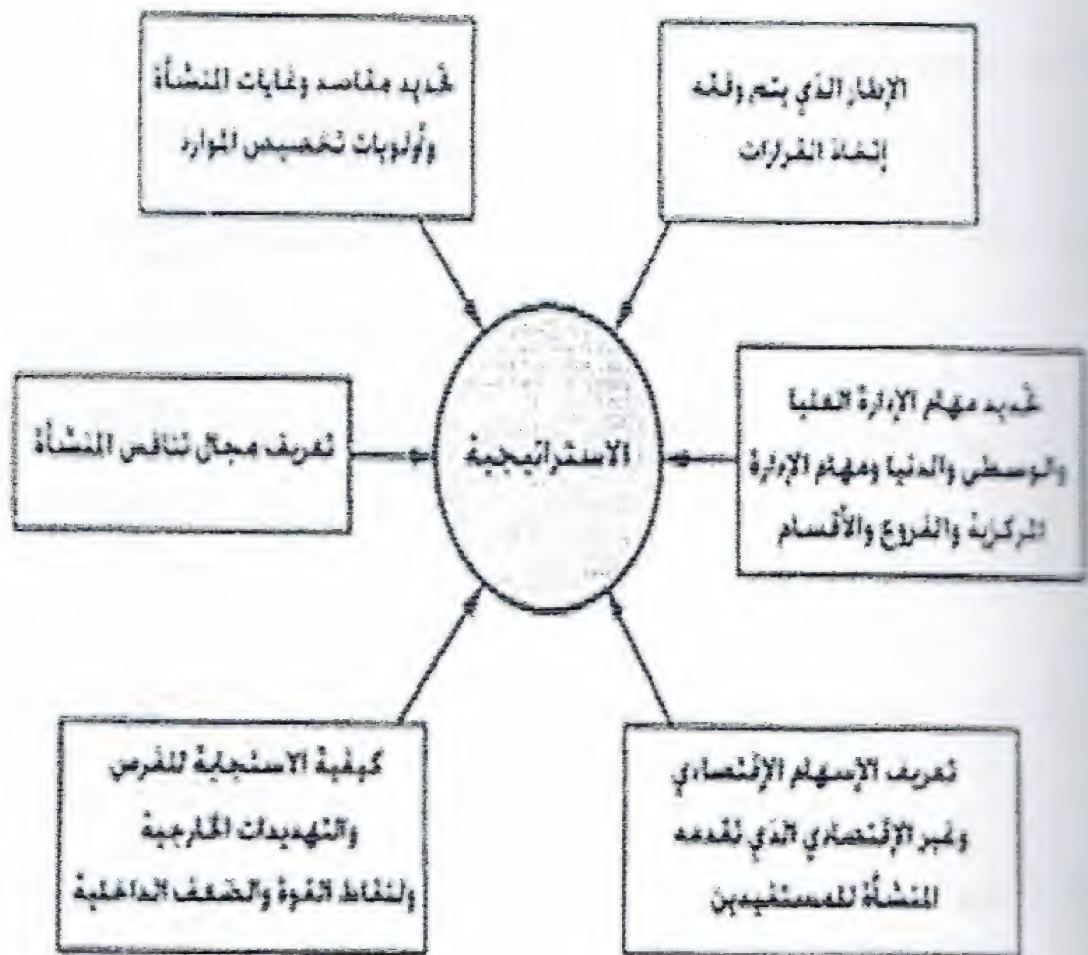 الإطار الذي يتم وفقه
إتخاذ القرارات
تحديد مقاصد وغايات المنشأة
وأولويات تخصيص الموارد
تحديد مهام الإدارة العليا
والوسطى والدنيا ومهام الإدارة
المركزية والفروع والأقسام
الاستراتيجية
تعريف مجال تنافس المنشأة
تعريف الإسهام الإقتصادي
وغير الإقتصادي الذي تقدمه
المنشأة للمستفيدين
كيفية الاستجابة للفرص
والتهديدات الخارجية
ولنقاط القوة والضعف الداخلية